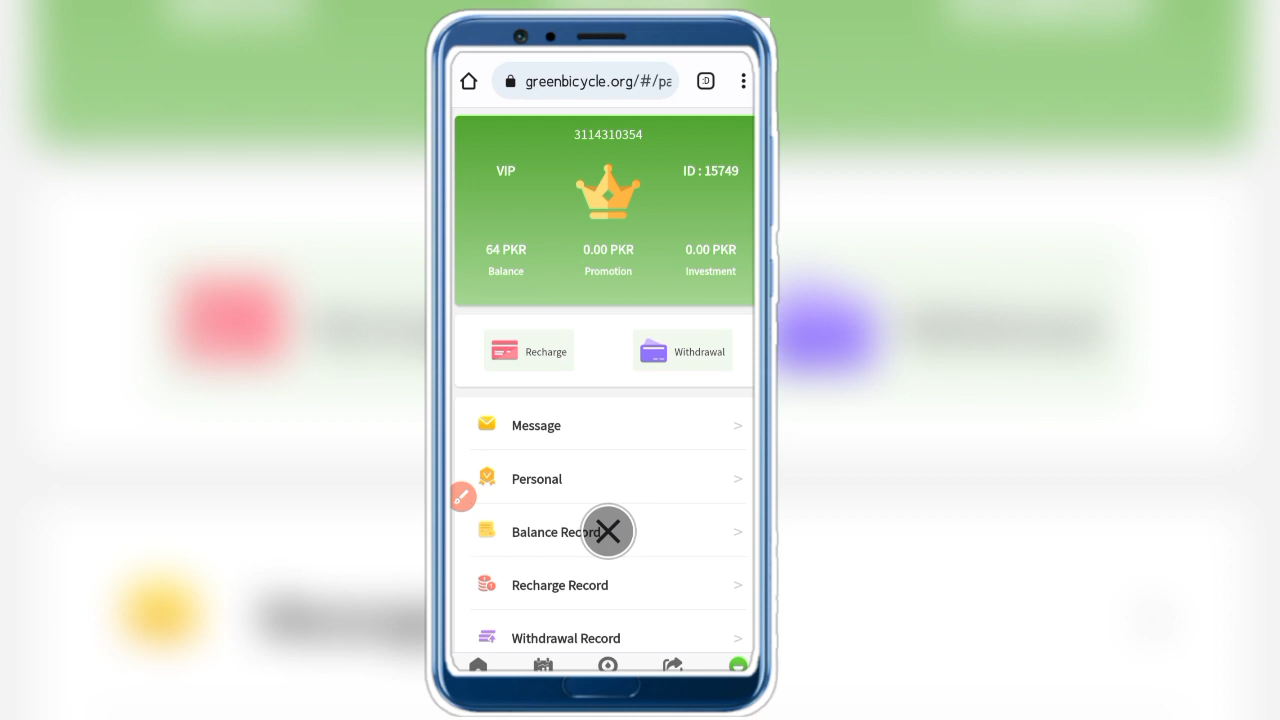 greenbicycle.org/#/pa
:D
3114310354
VIP
ID : 15749
64 PKR
0.00 PKR
0.00 PKR
Balance
Promotion
Investment
Recharge
Withdrawal
Message
>
Personal
>
Balance Record
>
Recharge Record
>
Withdrawal Record
>